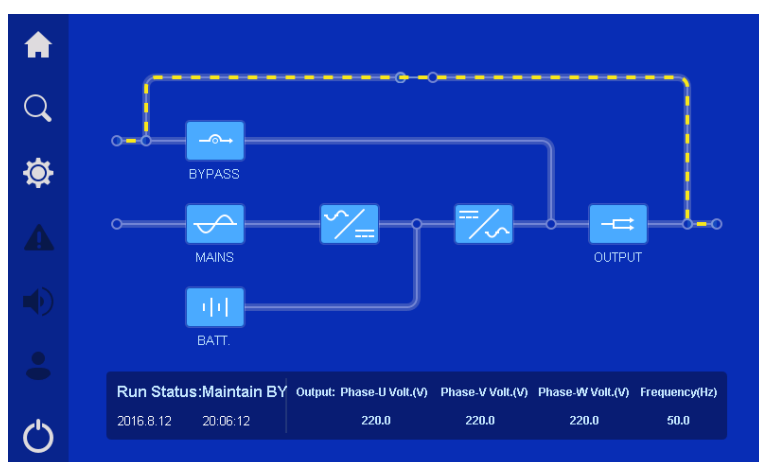 BYPASS
MAINS
OUTPUT
BATT.
Run Status:Maintain BY Output: Phase-U Volt.(V) Phase-V Volt.(V) Phase-W Volt.(V) Frequency(Hz)
2016.8.12 20:06:12 220.0 220.0 220.0 50.0